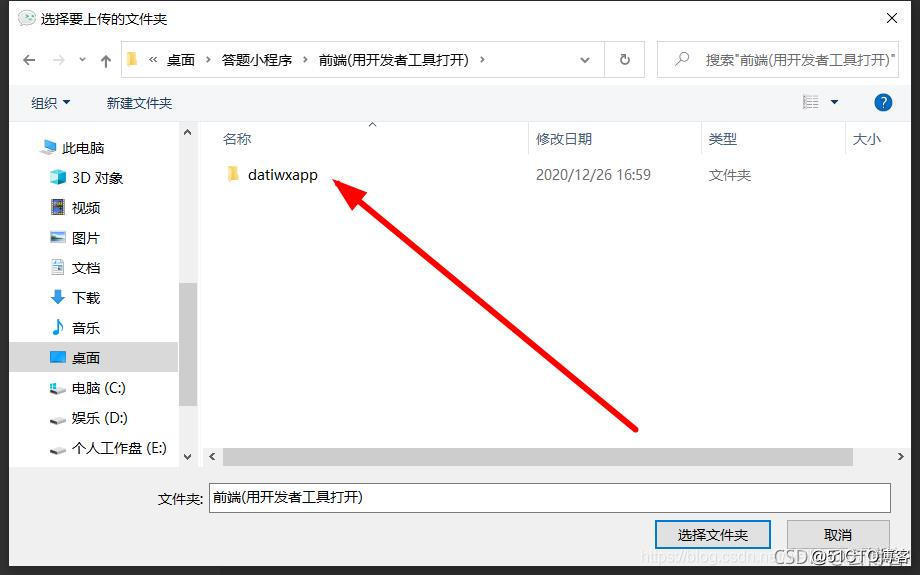 选择要上传的文件夹
« 桌面 › 答题小程序 › 前端(用开发者工具打开) ›
搜索"前端(用开发者工具打开)"
组织 新建文件夹
名称 修改日期 类型 大小
datiwxapp 2020/12/26 16:59 文件夹
此电脑
3D 对象
视频
图片
文档
下载
音乐
桌面
电脑 (C:)
娱乐 (D:)
个人工作盘 (E:)
文件夹: 前端(用开发者工具打开)
选择文件夹 取消
https://blog.csdn.ne
@51CTO博客